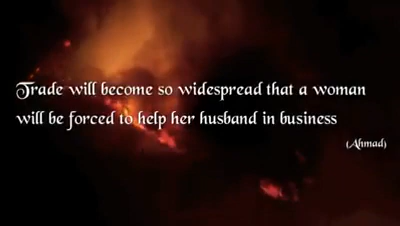 Trade will become so widespread that a woman
will be forced to help her husband in business
(Ahmad)